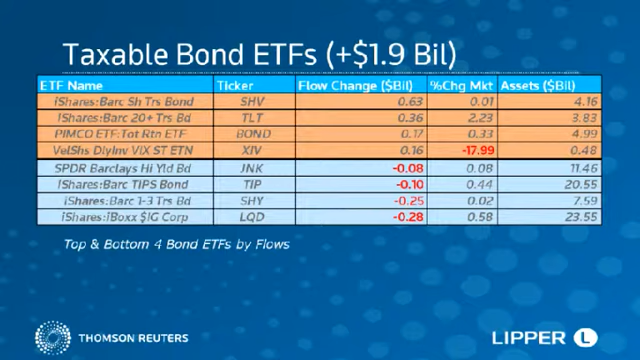 Taxable Bond ETFs (+$1.9 Bil)
ETF Name Ticker Flow Change ($Bil) %Chg Mkt Assets ($Bil)
iShares:Barc Sh Trs Bond SHV 0.63 0.01 4.16
iShares:Barc 20+ Trs Bd TLT 0.36 2.23 3.83
PIMCO ETF:Tot Rtn ETF BOND 0.17 0.33 4.99
VelShs DlyInv VIX ST ETN XIV 0.16 -17.99 0.48
SPDR Barclays Hi Yld Bd JNK -0.08 0.08 11.46
iShares:Barc TIPS Bond TIP -0.10 0.44 20.55
iShares:Barc 1-3 Trs Bd SHY -0.25 0.02 7.59
iShares:iBoxx $IG Corp LQD -0.28 0.58 23.55
Top & Bottom 4 Bond ETFs by Flows
THOMSON REUTERS LIPPER L